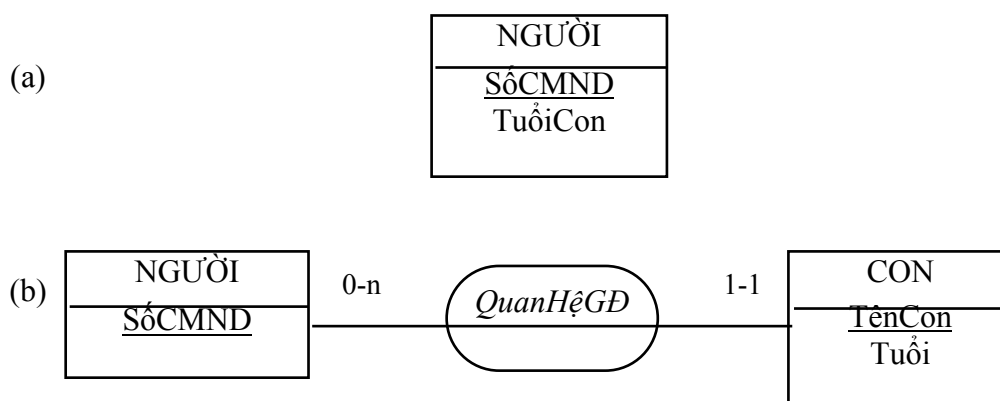 (a)
NGƯỜI
SốCMND
TuổiCon
(b)
NGƯỜI
SốCMND
0-n
QuanHệGĐ
1-1
CON
TênCon
Tuổi